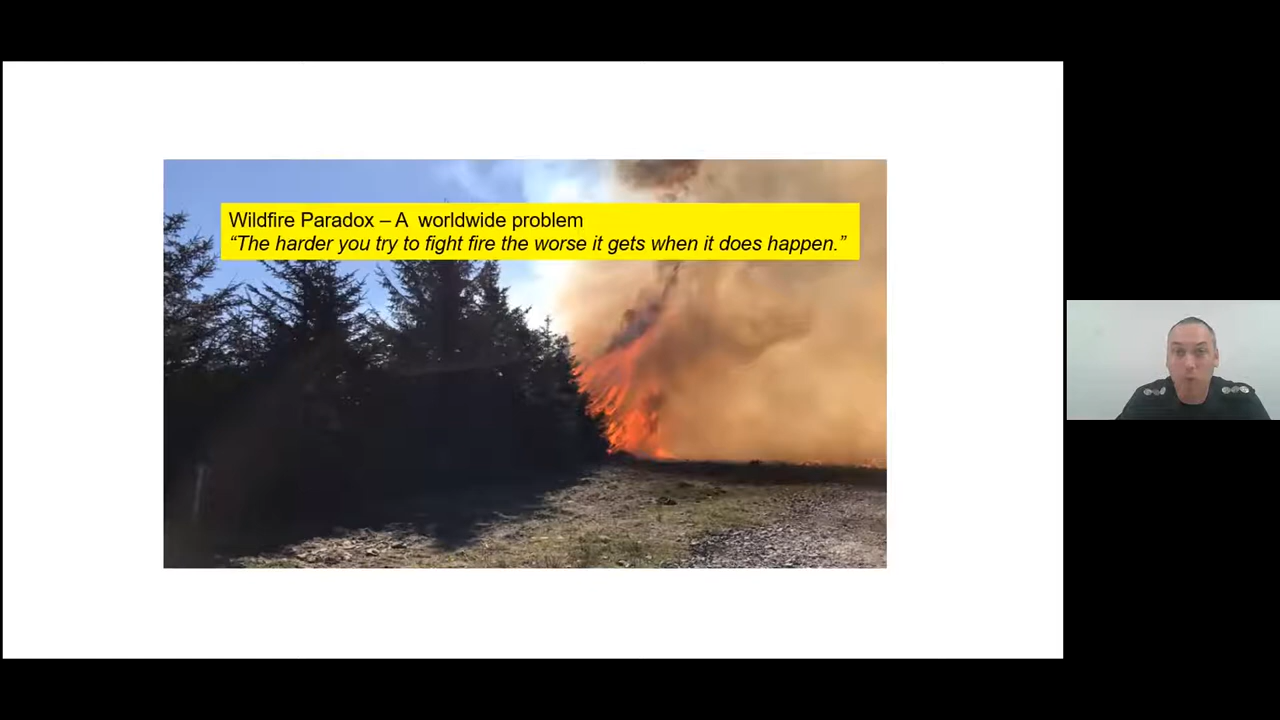 Wildfire Paradox – A  worldwide problem
“The harder you try to fight fire the worse it gets when it does happen.”